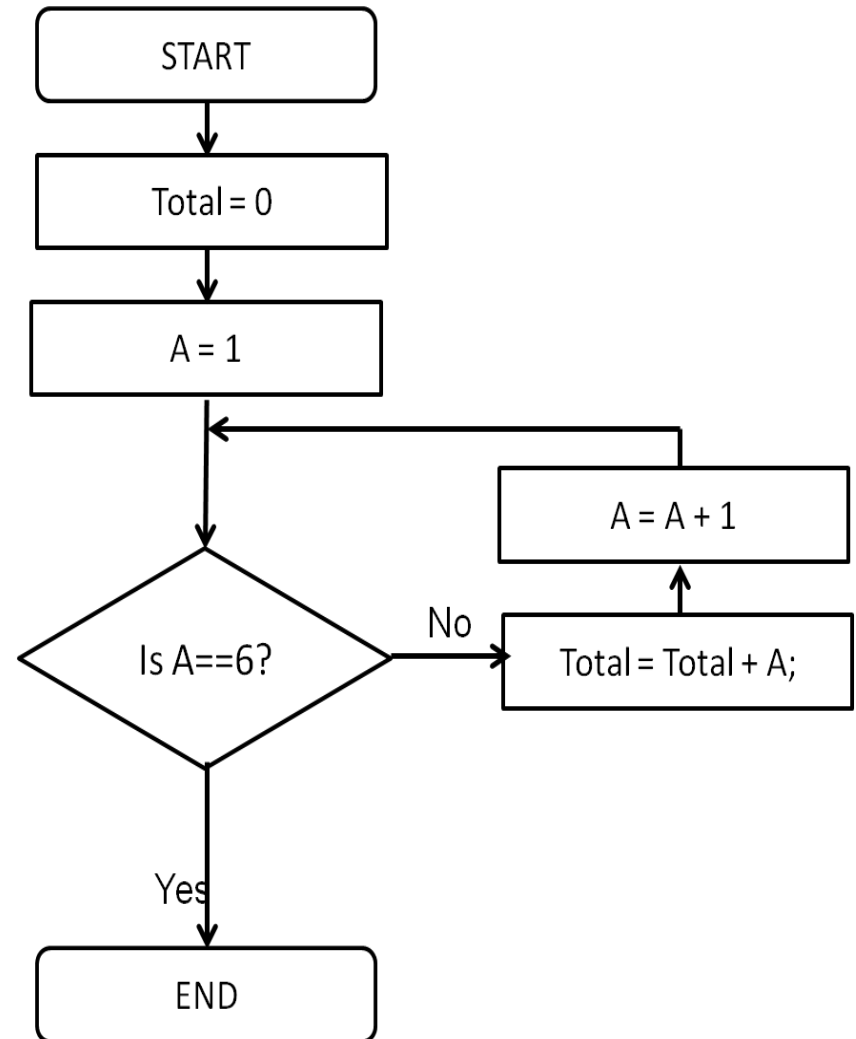 START
Total = 0
A = 1
A = A + 1
Is A==6?
No
Total = Total + A;
Yes
END